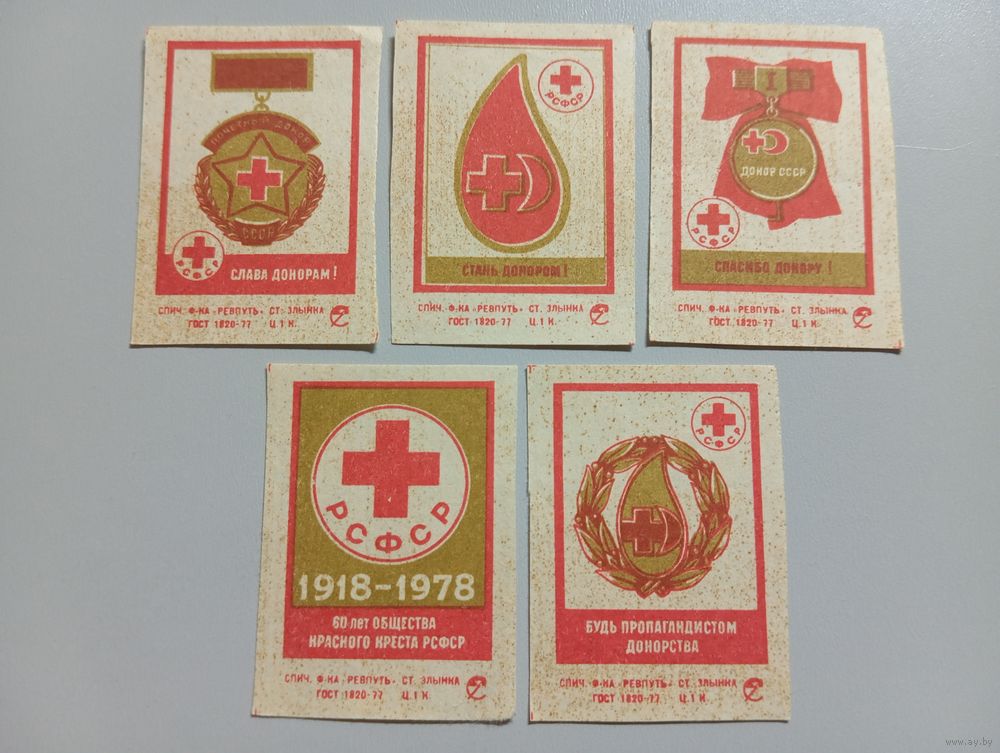 ПОЧЕТНЫЙ ДОНОР
СССР
РСФСР
СЛАВА ДОНОРАМ!
СПИЧ. Ф-КА «РЕВПУТЬ» СТ. ЗЛЫНКА
ГОСТ 1820-77 Ц. 1 К.
РСФСР
СТАНЬ ДОНОРОМ!
СПИЧ. Ф-КА «РЕВПУТЬ» СТ. ЗЛЫНКА
ГОСТ 1820-77 Ц. 1 К.
I
ДОНОР СССР
РСФСР
СПАСИБО ДОНОРУ!
СПИЧ. Ф-КА «РЕВПУТЬ» СТ. ЗЛЫНКА
ГОСТ 1820-77 Ц. 1 К.
РСФСР
1918-1978
60 лет ОБЩЕСТВА
КРАСНОГО КРЕСТА РСФСР
СПИЧ. Ф-КА «РЕВПУТЬ» СТ. ЗЛЫНКА
ГОСТ 1820-77 Ц. 1 К.
РСФСР
БУДЬ ПРОПАГАНДИСТОМ
ДОНОРСТВА
СПИЧ. Ф-КА «РЕВПУТЬ» СТ. ЗЛЫНКА
ГОСТ 1820-77 Ц. 1 К.
www.ay.by